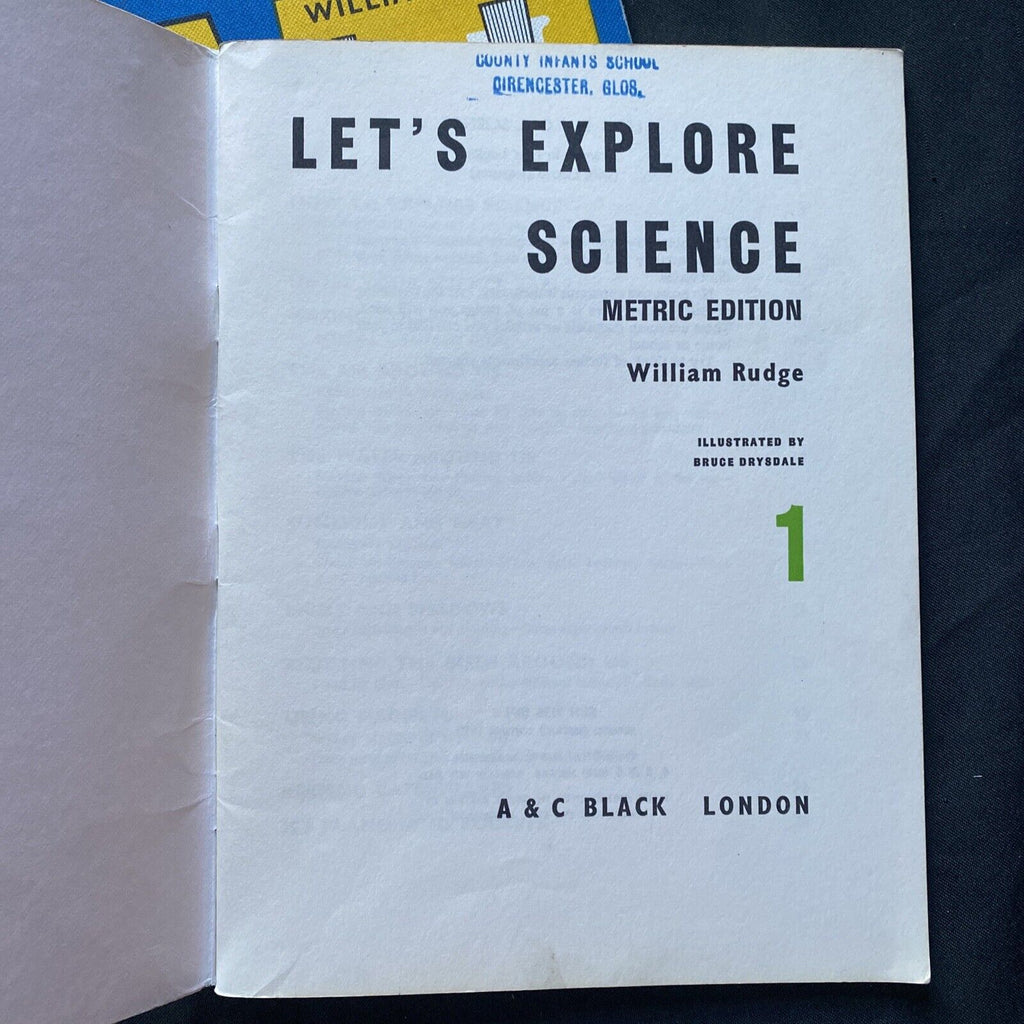 WILLIA
COUNTY INFANTS SCHOOL
CIRENCESTER, GLOS.
LET'S EXPLORE
SCIENCE
METRIC EDITION
William Rudge
ILLUSTRATED BY
BRUCE DRYSDALE
1
A & C BLACK LONDON